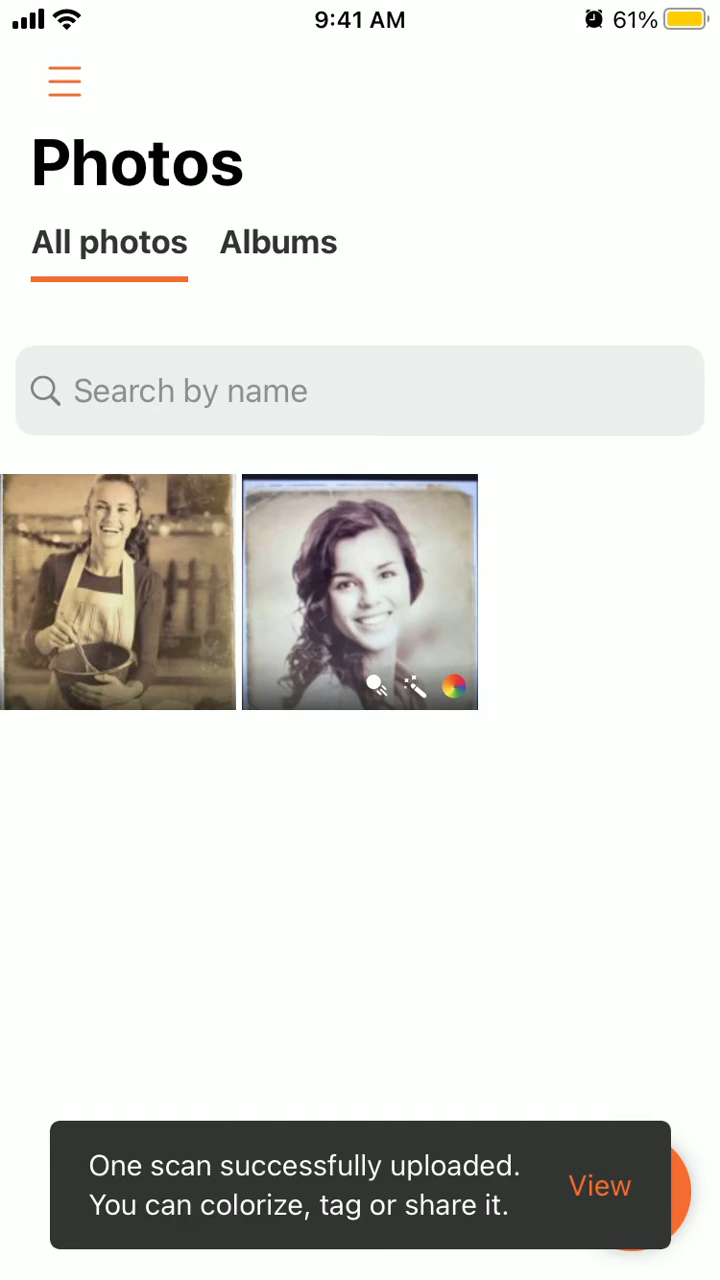 9:41 AM
61%
Photos
All photos
Albums
Search by name
One scan successfully uploaded.
You can colorize, tag or share it.
View